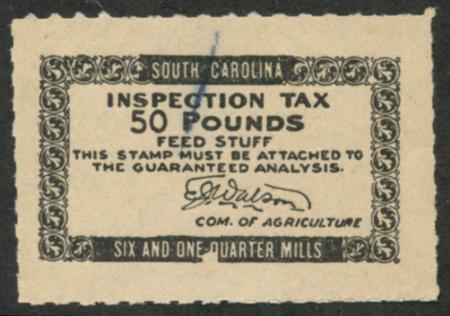 SOUTH CAROLINA
INSPECTION TAX
50 POUNDS
FEED STUFF
THIS STAMP MUST BE ATTACHED TO
THE GUARANTEED ANALYSIS.
E.J. Watson
COM. OF AGRICULTURE
SIX AND ONE-QUARTER MILLS